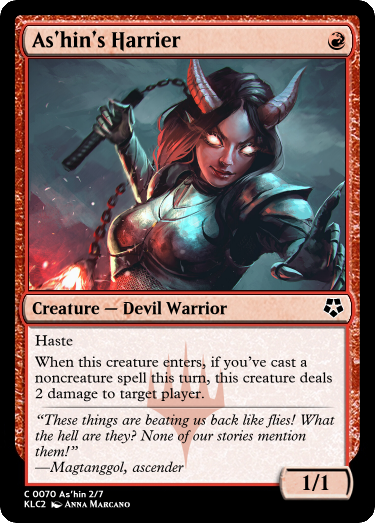 As'hin's Harrier
Creature — Devil Warrior
Haste
When this creature enters, if you've cast a
noncreature spell this turn, this creature deals
2 damage to target player.
"These things are beating us back like flies! What
the hell are they? None of our stories mention
them!"
—Magtanggol, ascender
1/1
C 0070 As'hin 2/7
KLC2 Anna Marcano